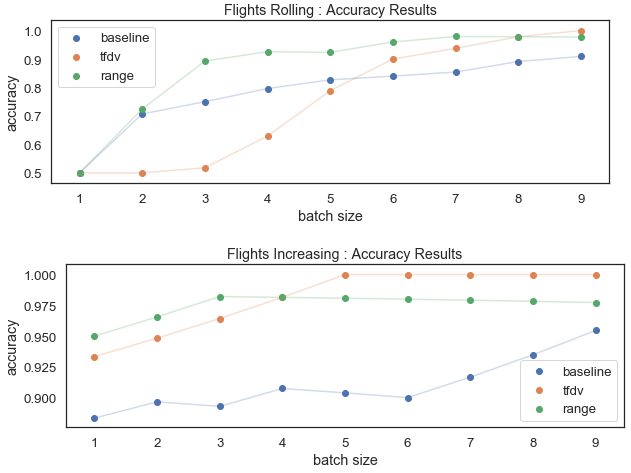 Flights Rolling : Accuracy Results
accuracy
1.0
0.9
0.8
0.7
0.6
0.5
baseline
tfdv
range
1 2 3 4 5 6 7 8 9
batch size
Flights Increasing : Accuracy Results
accuracy
1.000
0.975
0.950
0.925
0.900
baseline
tfdv
range
1 2 3 4 5 6 7 8 9
batch size